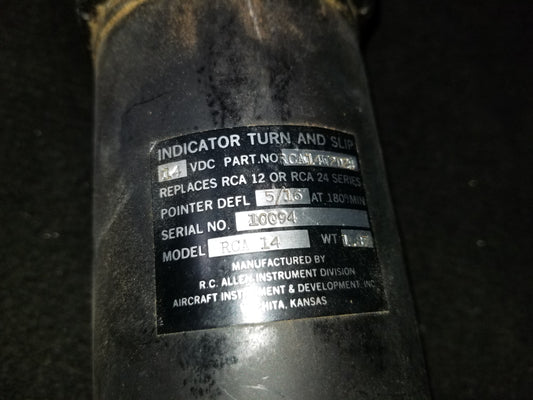 INDICATOR TURN AND SLIP
14 VDC PART.NO.
REPLACES RCA 12 OR RCA 24 SERIES
POINTER DEFL 5/16 AT 180°MIN
SERIAL NO. 10094
MODEL RCA 14 WT
MANUFACTURED BY
R.C. ALLEN INSTRUMENT DIVISION
AIRCRAFT INSTRUMENT & DEVELOPMENT, INC.
KANSAS